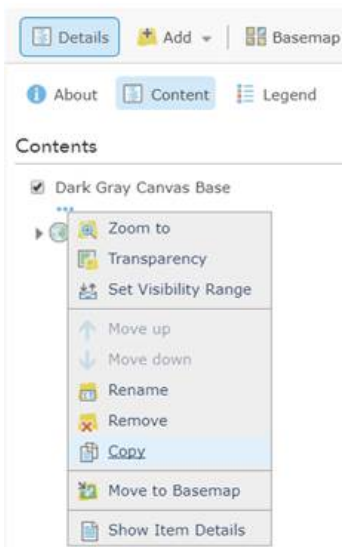 Details Add Basemap
About Content Legend
Contents
Dark Gray Canvas Base
Zoom to
Transparency
Set Visibility Range
Move up
Move down
Rename
Remove
Copy
Move to Basemap
Show Item Details